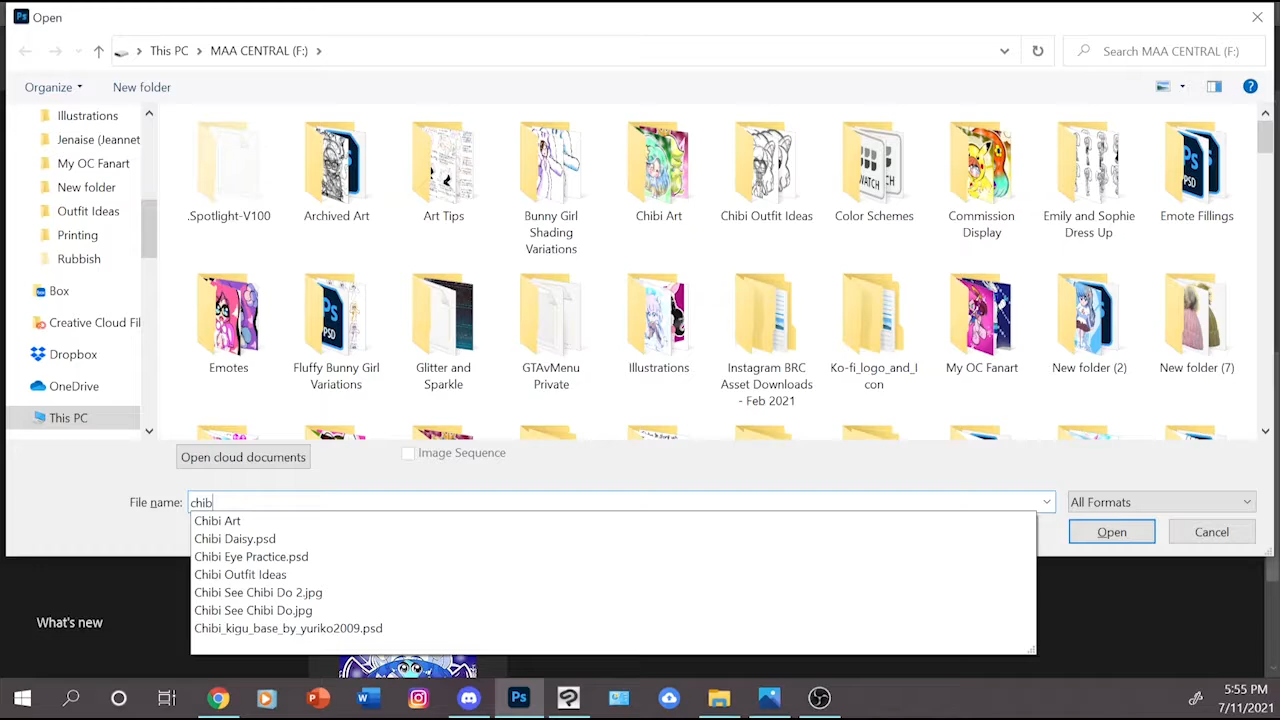 Ps Open
This PC MAA CENTRAL (F:)
Search MAA CENTRAL (F:)
Organize
New folder
?
Illustrations
Jenaise (Jeannet
My OC Fanart
New folder
Outfit Ideas
Printing
Rubbish
Box
Creative Cloud Fil
Dropbox
OneDrive
This PC
.Spotlight-V100
Archived Art
Art Tips
Bunny Girl
Shading
Variations
Chibi Art
Chibi Outfit Ideas
Color Schemes
Commission
Display
Emily and Sophie
Dress Up
Emote Fillings
Emotes
Fluffy Bunny Girl
Variations
Glitter and
Sparkle
GTAvMenu
Private
Illustrations
Instagram BRC
Asset Downloads
- Feb 2021
Ko-fi_logo_and_I
con
My OC Fanart
New folder (2)
New folder (7)
Open cloud documents
Image Sequence
File name:
chib
All Formats
Open
Cancel
Chibi Art
Chibi Daisy.psd
Chibi Eye Practice.psd
Chibi Outfit Ideas
Chibi See Chibi Do 2.jpg
Chibi See Chibi Do.jpg
Chibi_kigu_base_by_yuriko2009.psd
What's new
Ps
5:55 PM
7/11/2021